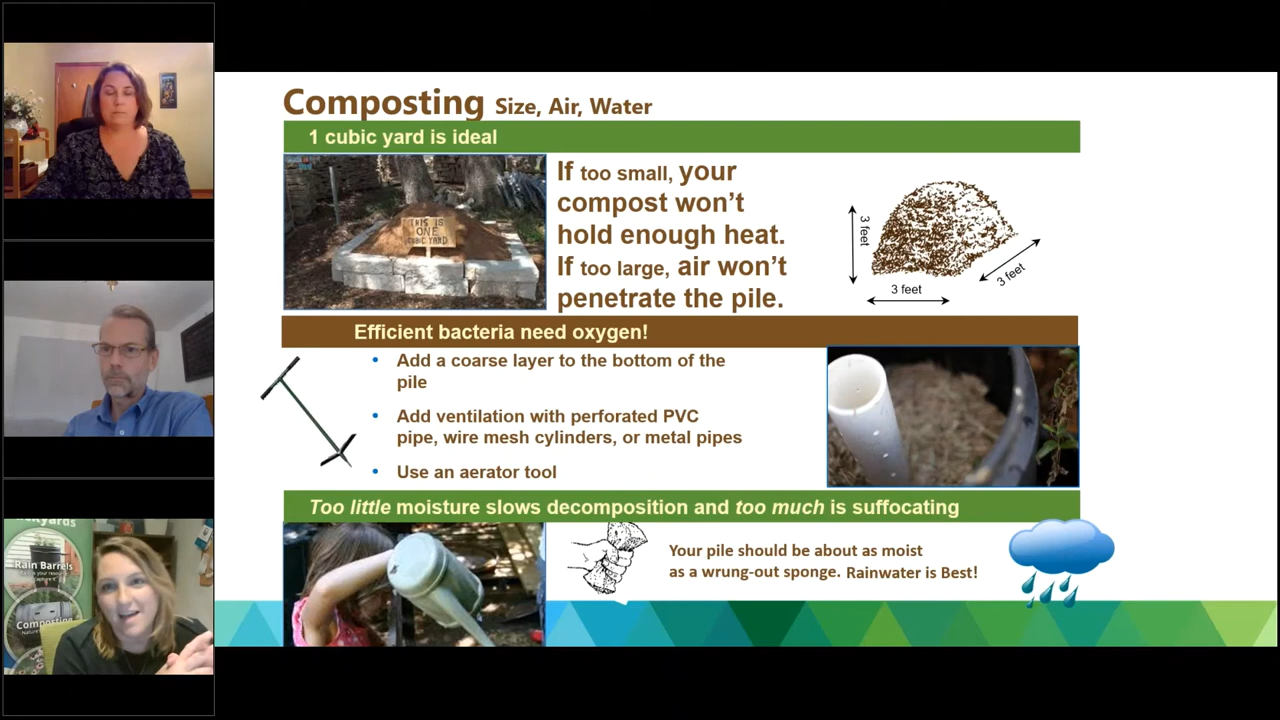 Composting Size, Air, Water
1 cubic yard is ideal
THIS IS
ONE
CUBIC YARD
If too small, your
compost won't
hold enough heat.
If too large, air won't
penetrate the pile.
3 feet
3 feet
3 feet
Efficient bacteria need oxygen!
• Add a coarse layer to the bottom of the
pile
• Add ventilation with perforated PVC
pipe, wire mesh cylinders, or metal pipes
• Use an aerator tool
Too little moisture slows decomposition and too much is suffocating
Your pile should be about as moist
as a wrung-out sponge. Rainwater is Best!
Rain Barrels
Composting